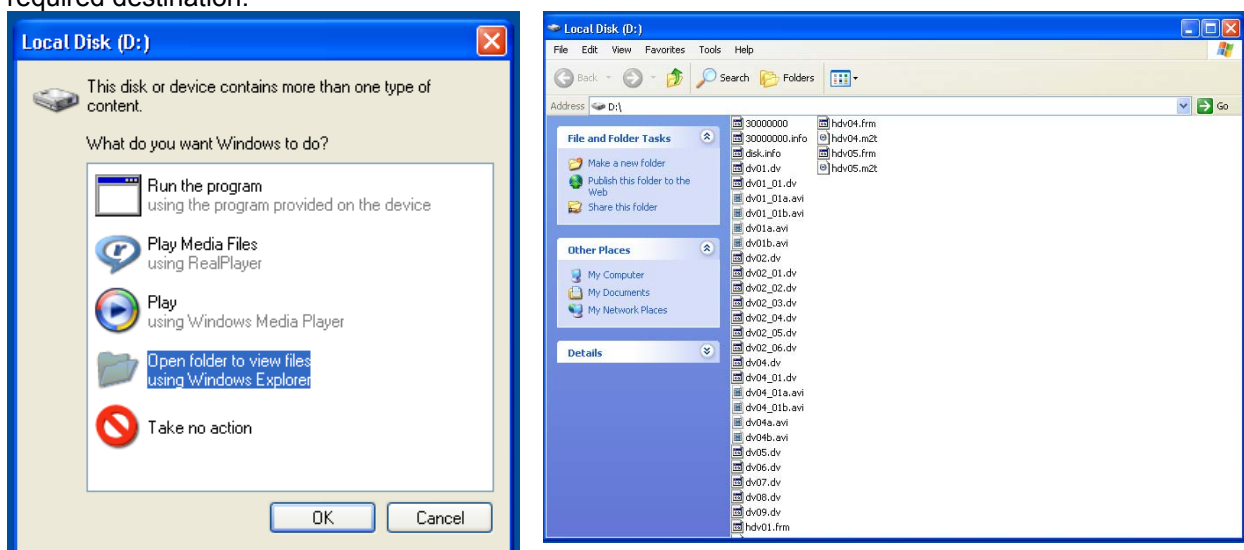 required destination.
Local Disk (D:)
This disk or device contains more than one type of
content.
What do you want Windows to do?
Run the program
using the program provided on the device
Play Media Files
using RealPlayer
Play
using Windows Media Player
Open folder to view files
using Windows Explorer
Take no action
OK
Cancel
Local Disk (D:)
File Edit View Favorites Tools Help
Back Search Folders
Address D:\ Go
File and Folder Tasks
Make a new folder
Publish this folder to the
Web
Share this folder
Other Places
My Computer
My Documents
My Network Places
Details
30000000
30000000.info
disk.info
dv01.dv
dv01_01.dv
dv01_01a.avi
dv01_01b.avi
dv01a.avi
dv01b.avi
dv02.dv
dv02_01.dv
dv02_02.dv
dv02_03.dv
dv02_04.dv
dv02_05.dv
dv02_06.dv
dv04.dv
dv04_01.dv
dv04_01a.avi
dv04_01b.avi
dv04a.avi
dv04b.avi
dv05.dv
dv06.dv
dv07.dv
dv08.dv
dv09.dv
hdv01.frm
hdv04.frm
hdv04.m2t
hdv05.frm
hdv05.m2t